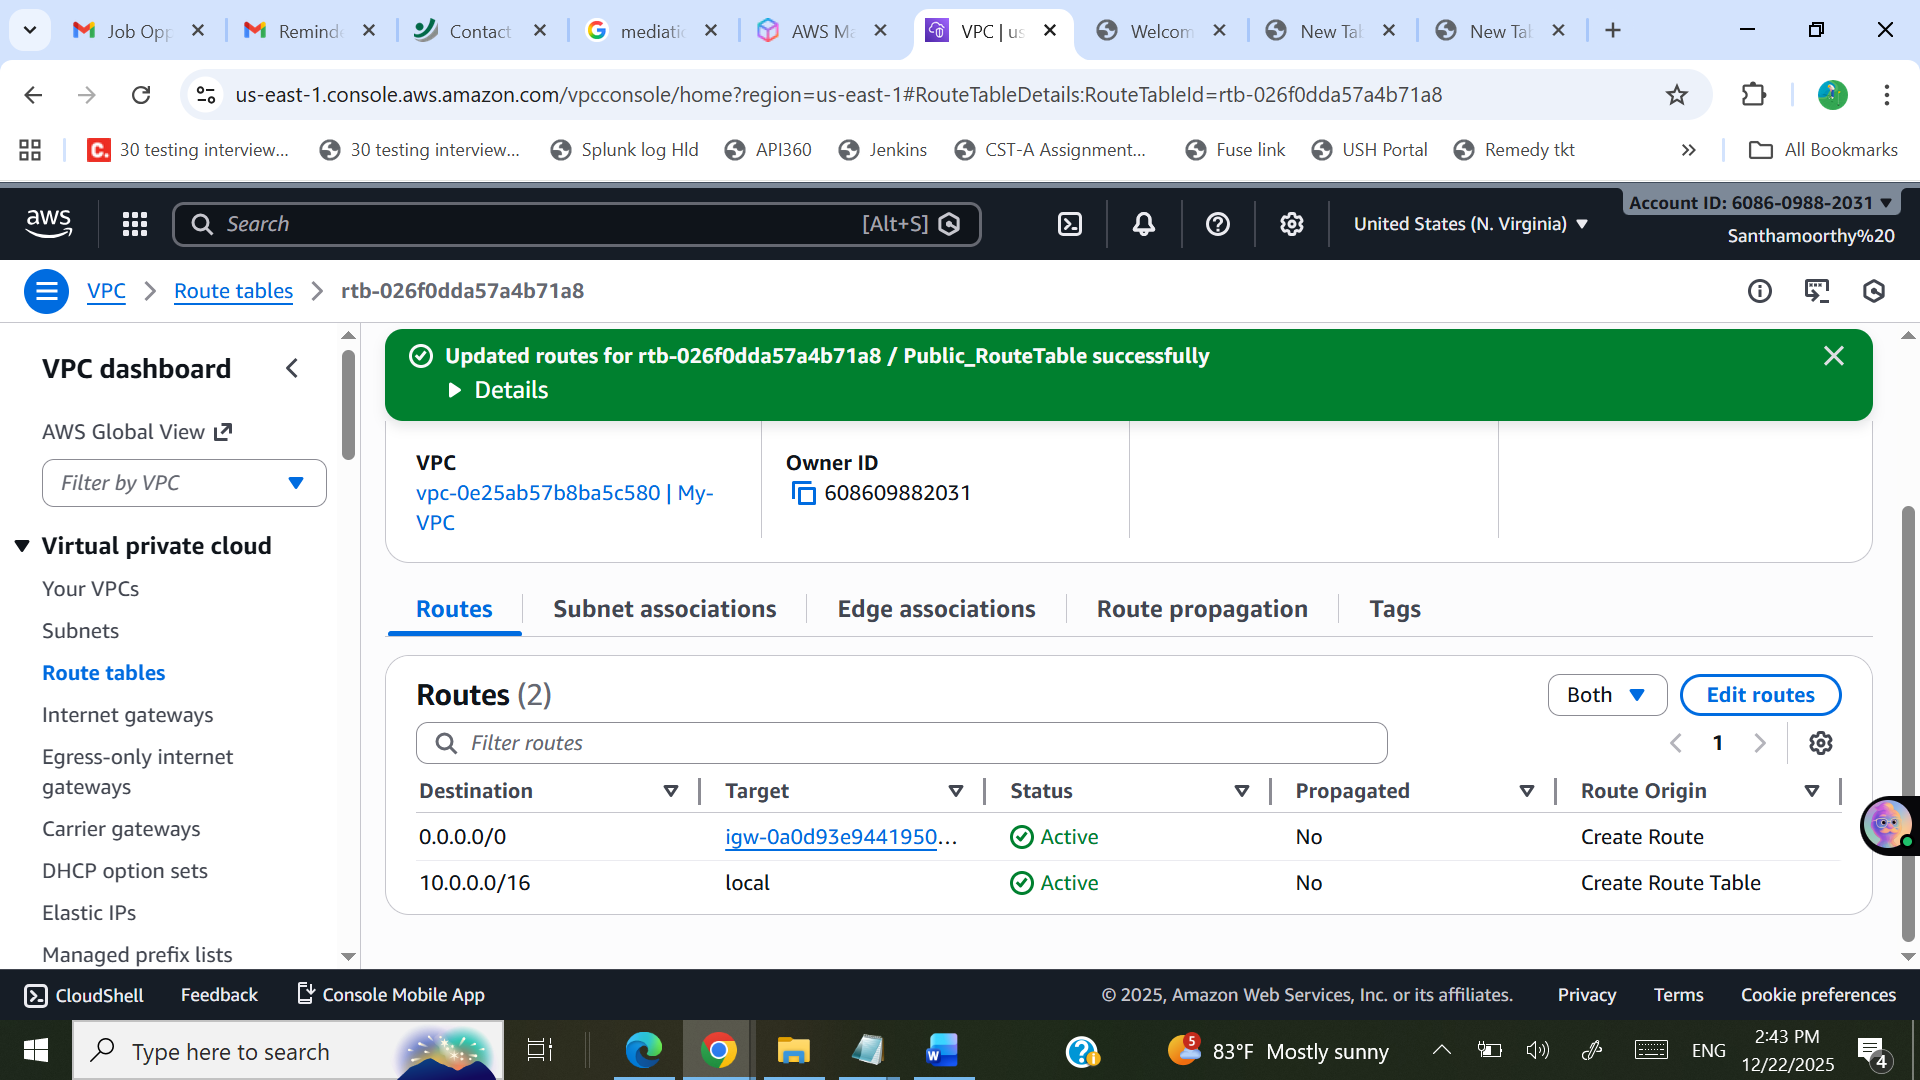 Job Opp
Reminde
Contact
mediatic
AWS Ma
VPC | us
Welcom
New Tab
New Tab
us-east-1.console.aws.amazon.com/vpcconsole/home?region=us-east-1#RouteTableDetails:RouteTableId=rtb-026f0dda57a4b71a8
30 testing interview...
30 testing interview...
Splunk log Hld
API360
Jenkins
CST-A Assignment...
Fuse link
USH Portal
Remedy tkt
All Bookmarks
aws
Search
[Alt+S]
United States (N. Virginia)
Account ID: 6086-0988-2031
Santhamoorthy%20
VPC
Route tables
rtb-026f0dda57a4b71a8
VPC dashboard
AWS Global View
Filter by VPC
Virtual private cloud
Your VPCs
Subnets
Route tables
Internet gateways
Egress-only internet
gateways
Carrier gateways
DHCP option sets
Elastic IPs
Managed prefix lists
Updated routes for rtb-026f0dda57a4b71a8 / Public_RouteTable successfully
Details
VPC
vpc-0e25ab57b8ba5c580 | My-
VPC
Owner ID
608609882031
Routes
Subnet associations
Edge associations
Route propagation
Tags
Routes (2)
Both
Edit routes
Filter routes
1
Destination Target Status Propagated Route Origin
0.0.0.0/0 igw-0a0d93e9441950... Active No Create Route
10.0.0.0/16 local Active No Create Route Table
CloudShell
Feedback
Console Mobile App
© 2025, Amazon Web Services, Inc. or its affiliates.
Privacy
Terms
Cookie preferences
Type here to search
5
83°F Mostly sunny
ENG
2:43 PM
12/22/2025
4